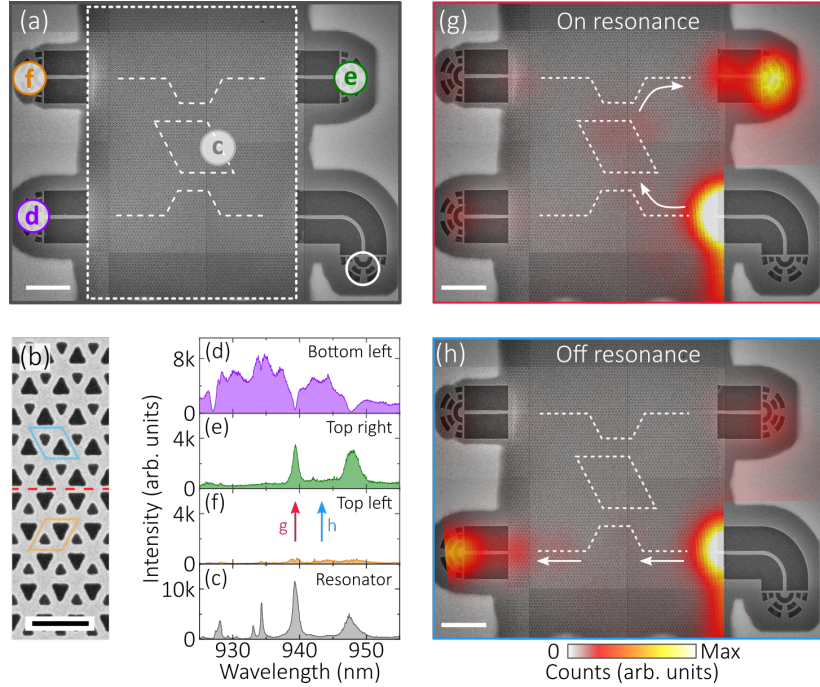 (a)
f
e
c
d
(g)
On resonance
(b)
(d)
Bottom left
8k
0
(e)
Top right
4k
0
(f)
Top left
4k
g
h
0
(c)
Resonator
10k
0
930
940
950
Wavelength (nm)
Intensity (arb. units)
(h)
Off resonance
0
Max
Counts (arb. units)